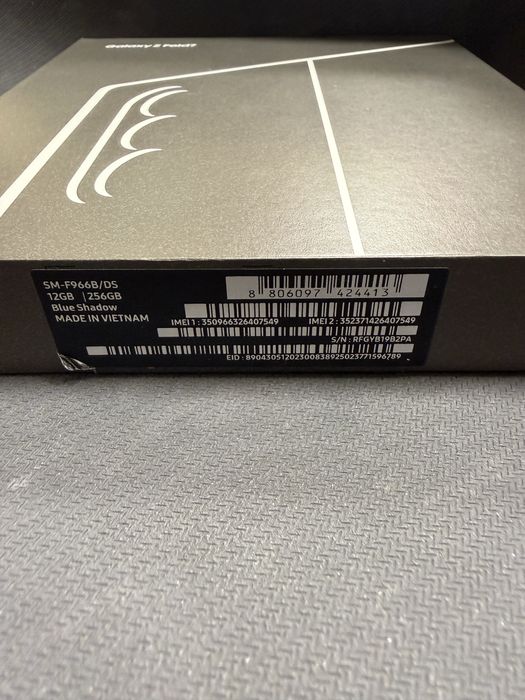 Galaxy Z Fold7
SM-F966B/DS
12GB | 256GB
Blue Shadow
MADE IN VIETNAM
8 806097 424413
IMEI 1 : 350966326407549
IMEI 2 : 352371426407549
S/N : RFGYB19B2PA
EID : 89043051202300838925023771596789